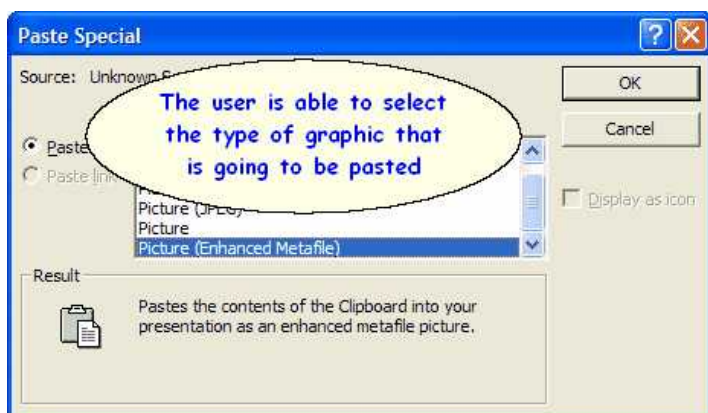 Paste Special
Source: Unknown
The user is able to select
the type of graphic that
is going to be pasted
OK
Cancel
Paste
Paste link
Display as icon
Picture (JPEG)
Picture
Picture (Enhanced Metafile)
Result
Pastes the contents of the Clipboard into your
presentation as an enhanced metafile picture.